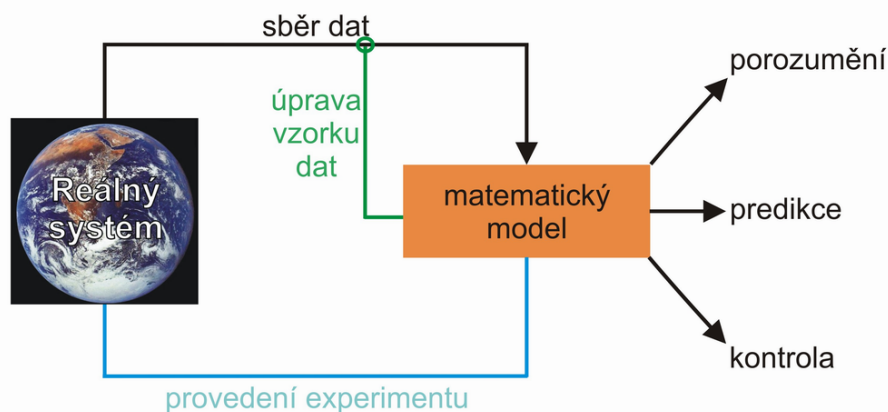 sběr dat
úprava
vzorku
dat
Reálný
systém
matematický
model
porozumění
predikce
kontrola
provedení experimentu